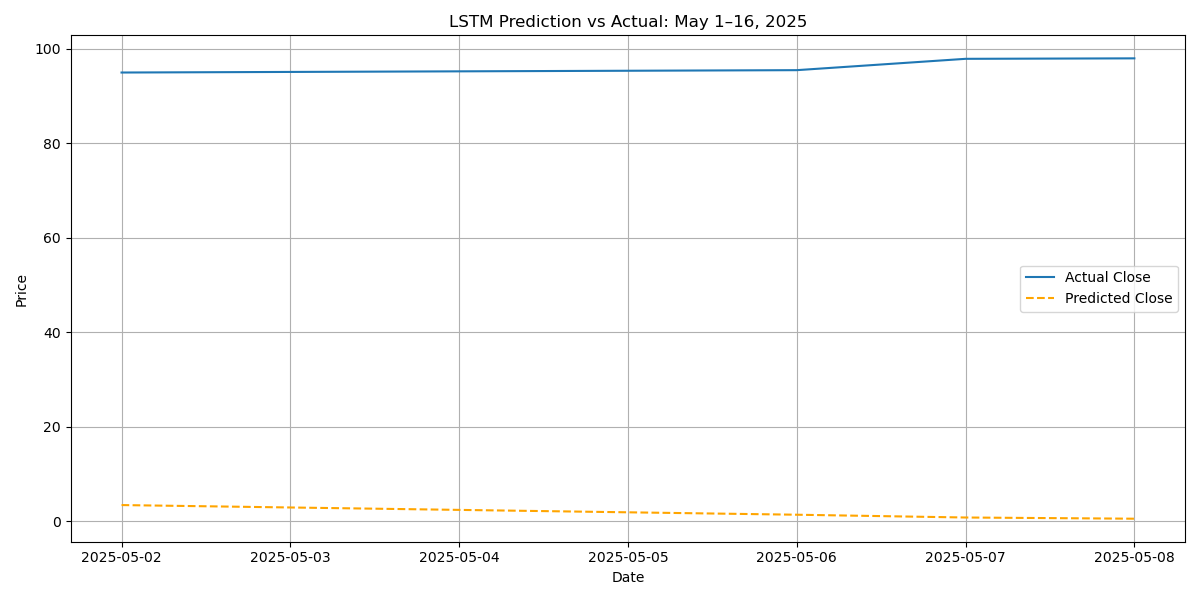 LSTM Prediction vs Actual: May 1–16, 2025
100
80
60
40
20
0
Price
Actual Close
Predicted Close
2025-05-02 2025-05-03 2025-05-04 2025-05-05 2025-05-06 2025-05-07 2025-05-08
Date